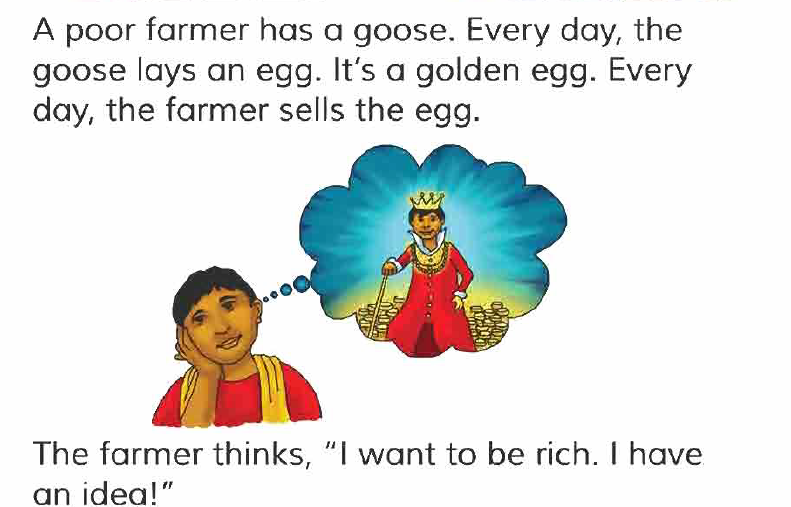 A poor farmer has a goose. Every day, the
goose lays an egg. It's a golden egg. Every
day, the farmer sells the egg.
The farmer thinks, "I want to be rich. I have
an idea!"